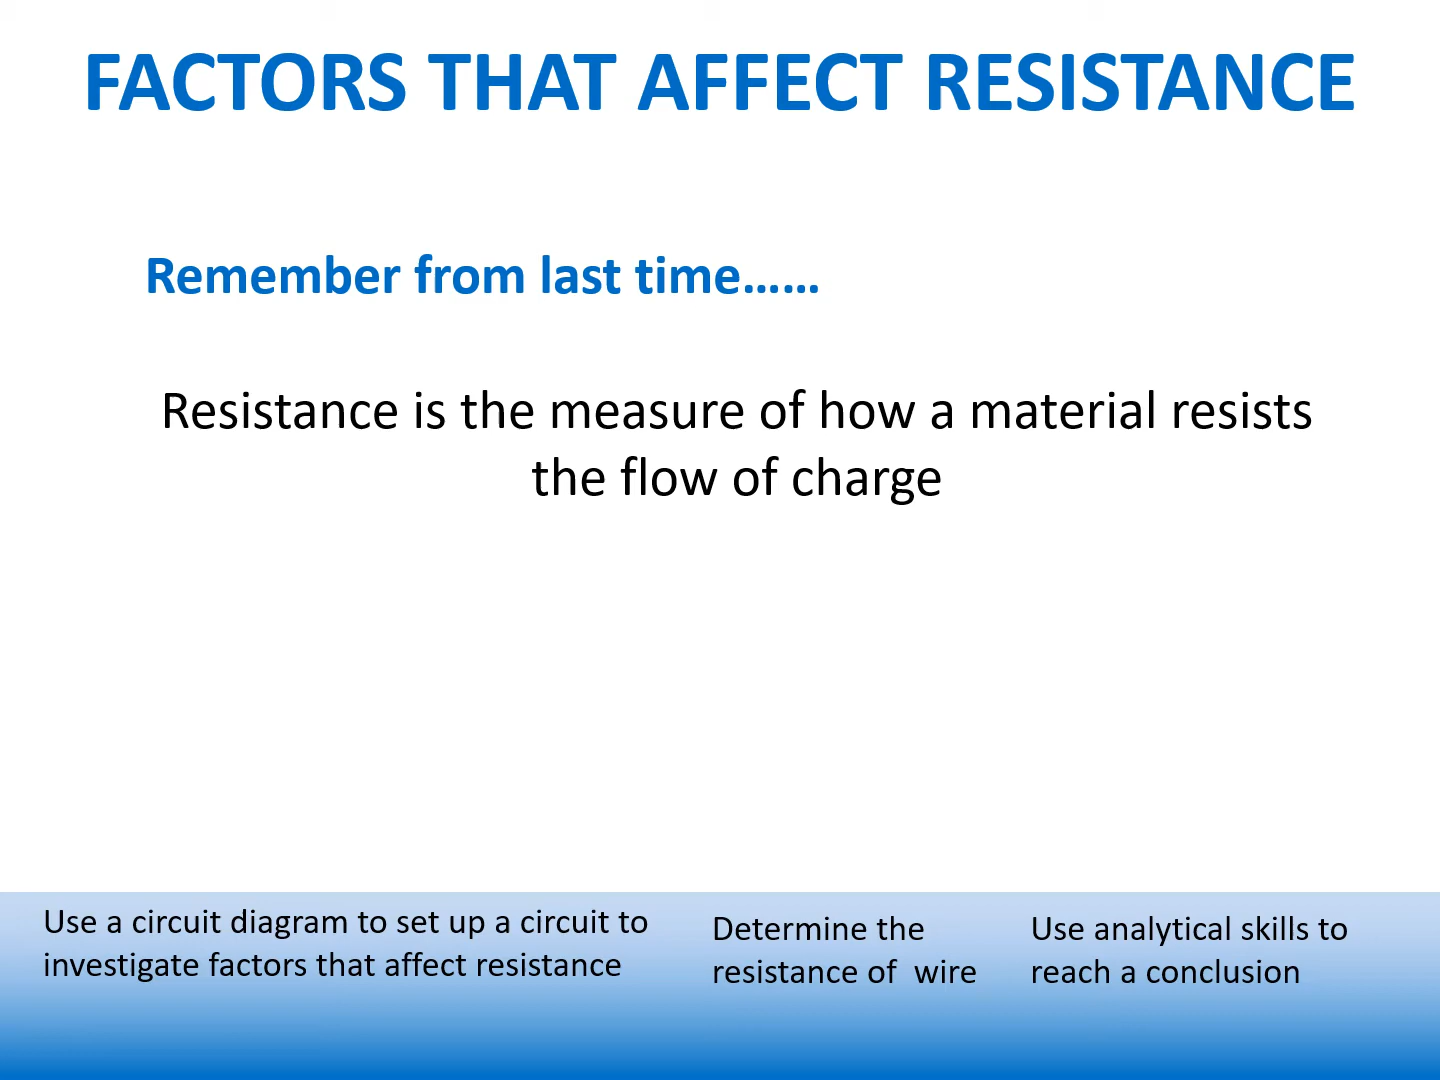 FACTORS THAT AFFECT RESISTANCE
Remember from last time……
Resistance is the measure of how a material resists
the flow of charge
Use a circuit diagram to set up a circuit to
investigate factors that affect resistance
Determine the
resistance of  wire
Use analytical skills to
reach a conclusion